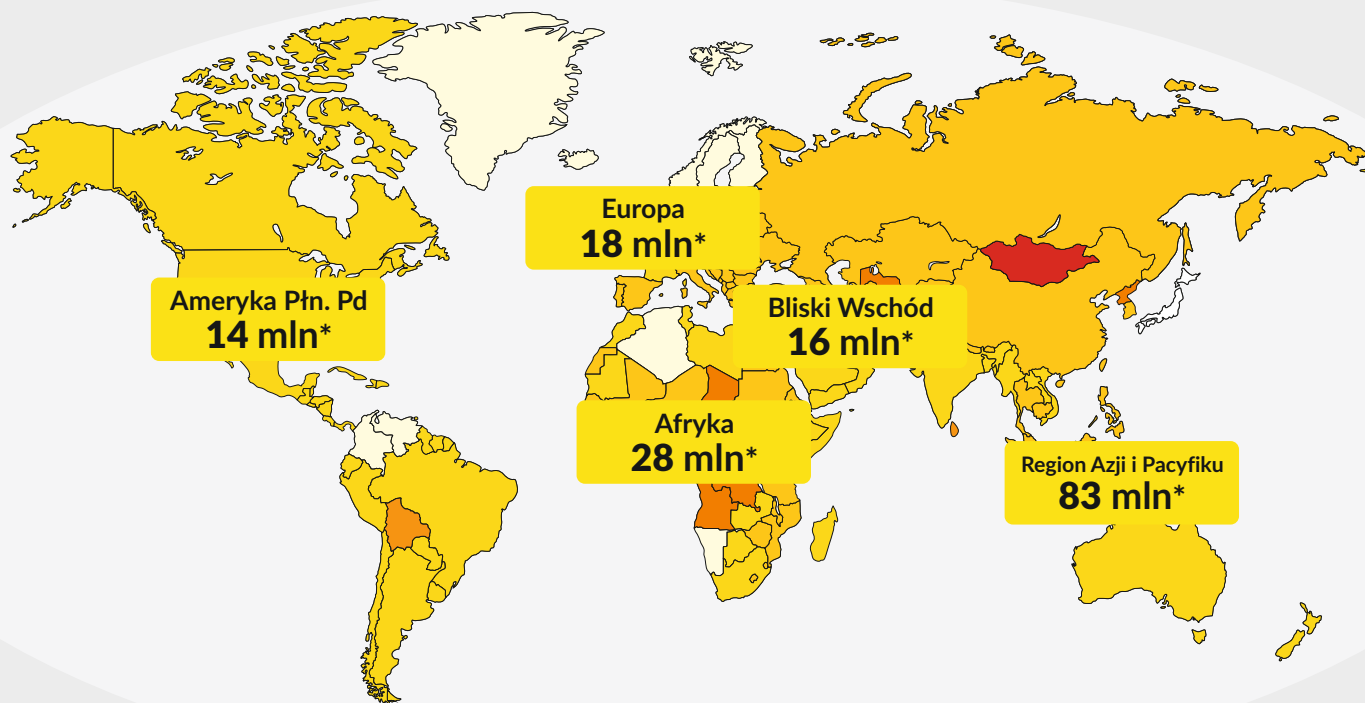 Europa
18 mln*
Ameryka Płn. Pd
14 mln*
Bliski Wschód
16 mln*
Afryka
28 mln*
Region Azji i Pacyfiku
83 mln*